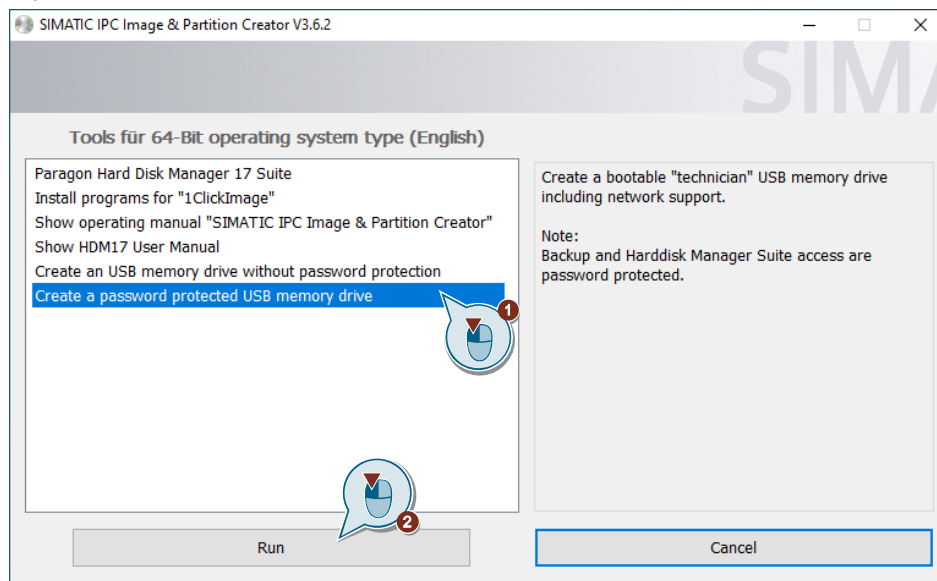 SIMATIC IPC Image & Partition Creator V3.6.2
SIM
Tools für 64-Bit operating system type (English)
Paragon Hard Disk Manager 17 Suite
Install programs for "1ClickImage"
Show operating manual "SIMATIC IPC Image & Partition Creator"
Show HDM17 User Manual
Create an USB memory drive without password protection
Create a password protected USB memory drive
1
Create a bootable "technician" USB memory drive
including network support.
Note:
Backup and Harddisk Manager Suite access are
password protected.
2
Run
Cancel